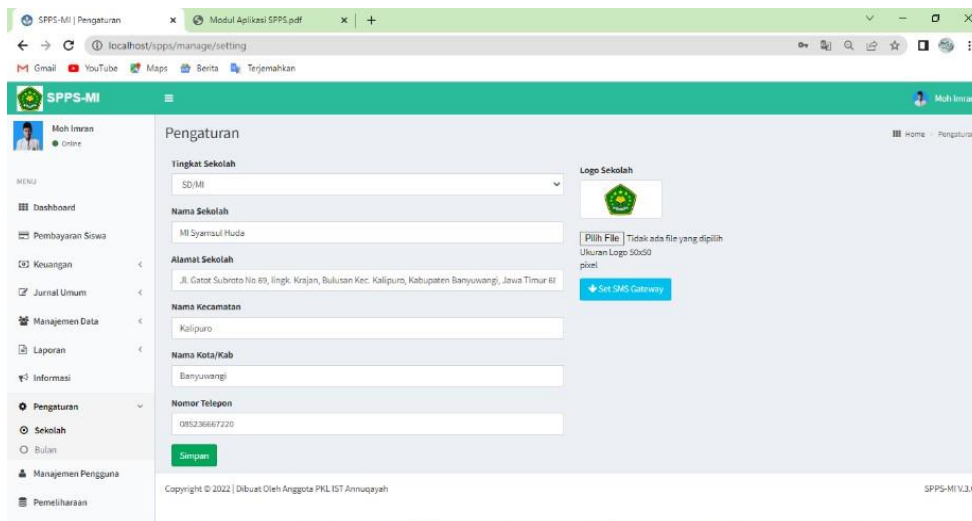 SPPS-MI | Pengaturan
Modul Aplikasi SPPS.pdf
localhost/spps/manage/setting
Gmail
YouTube
Maps
Berita
Terjemahkan
SPPS-MI
Moh Imran
Moh Imran
Online
MENU
Dashboard
Pembayaran Siswa
Keuangan
Jurnal Umum
Manajemen Data
Laporan
Informasi
Pengaturan
Sekolah
Bulan
Manajemen Pengguna
Pemeliharaan
Pengaturan
Home
Pengaturan
Tingkat Sekolah
SD/MI
Nama Sekolah
MI Syamsul Huda
Alamat Sekolah
Jl. Gatot Subroto No 69, lingk. Krajan, Bulusan Kec. Kalipuro, Kabupaten Banyuwangi, Jawa Timur 68
Nama Kecamatan
Kalipuro
Nama Kota/Kab
Banyuwangi
Nomor Telepon
085236667220
Simpan
Logo Sekolah
Pilih File Tidak ada file yang dipilih
Ukuran Logo 50x50
pixel
Set SMS Gateway
Copyright © 2022 | Dibuat Oleh Anggota PKL IST Annuqayah
SPPS-MI V.3.